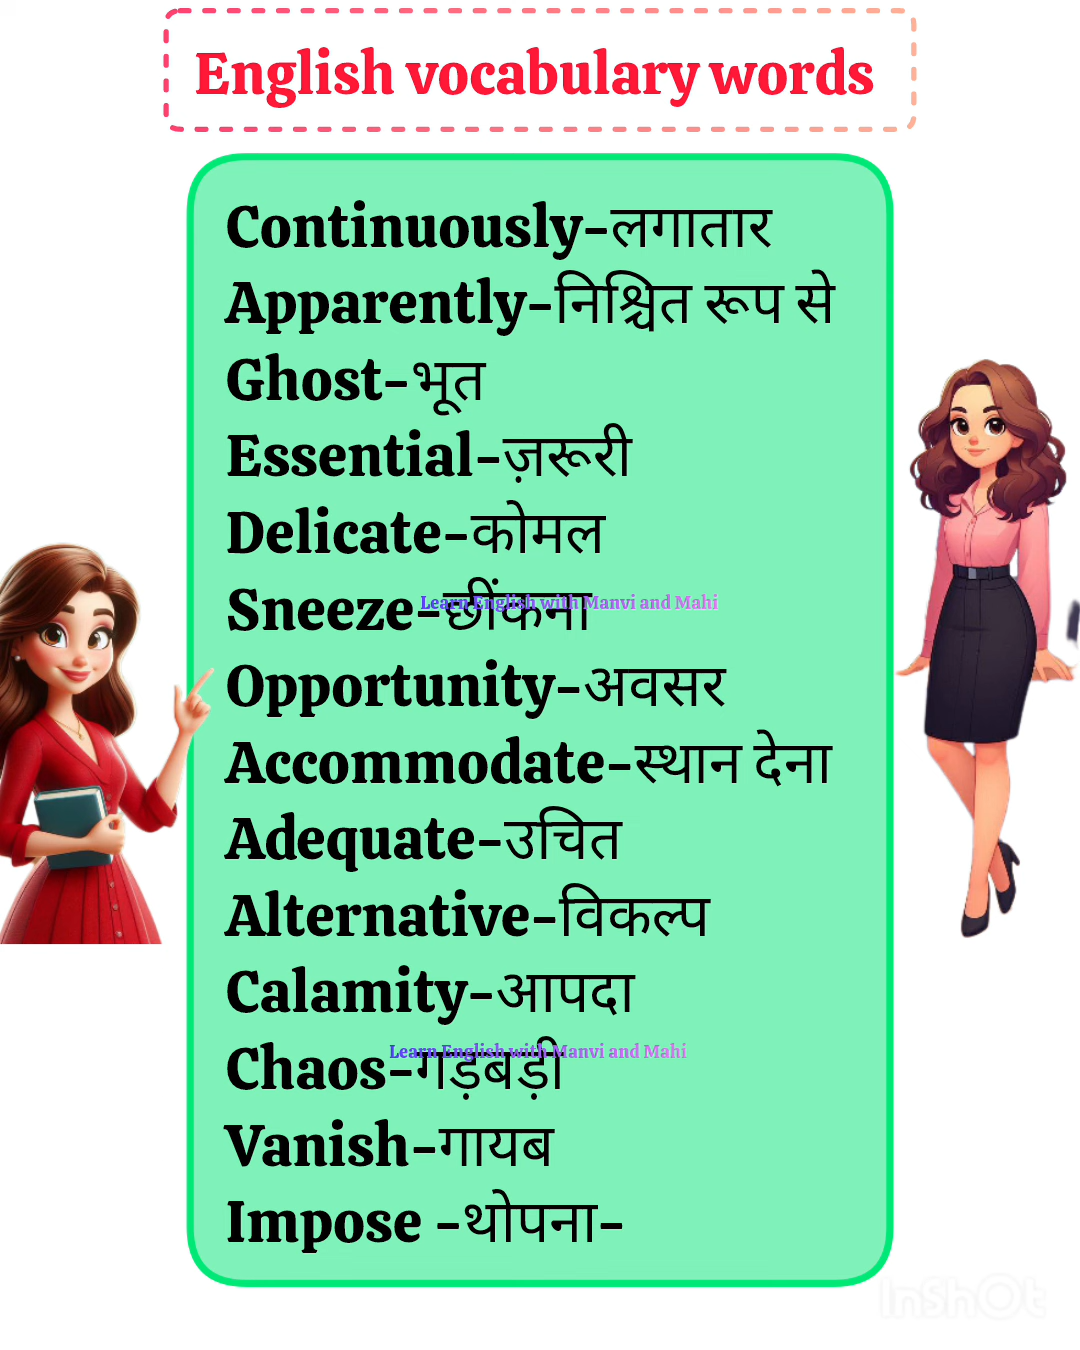 English vocabulary words
Continuously-लगातार
Apparently-निश्चित रूप से
Ghost-भूत
Essential-ज़रूरी
Delicate-कोमल
Sneeze-छींकना
Learn English with Manvi and Mahi
Opportunity-अवसर
Accommodate-स्थान देना
Adequate-उचित
Alternative-विकल्प
Calamity-आपदा
Learn English with Manvi and Mahi
Chaos-गड़बड़ी
Vanish-गायब
Impose -थोपना-
InShOt